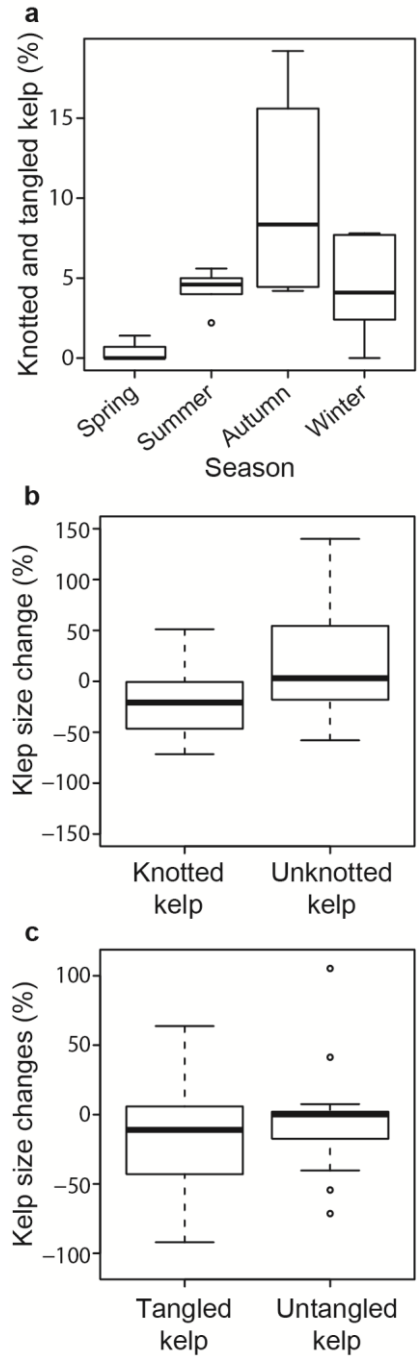 a
Knotted and tangled kelp (%)
15
10
5
0
Spring
Summer
Autumn
Winter
Season
b
Klep size change (%)
150
100
50
0
−50
−100
−150
Knotted
kelp
Unknotted
kelp
c
Kelp size changes (%)
100
50
0
−50
−100
Tangled
kelp
Untangled
kelp